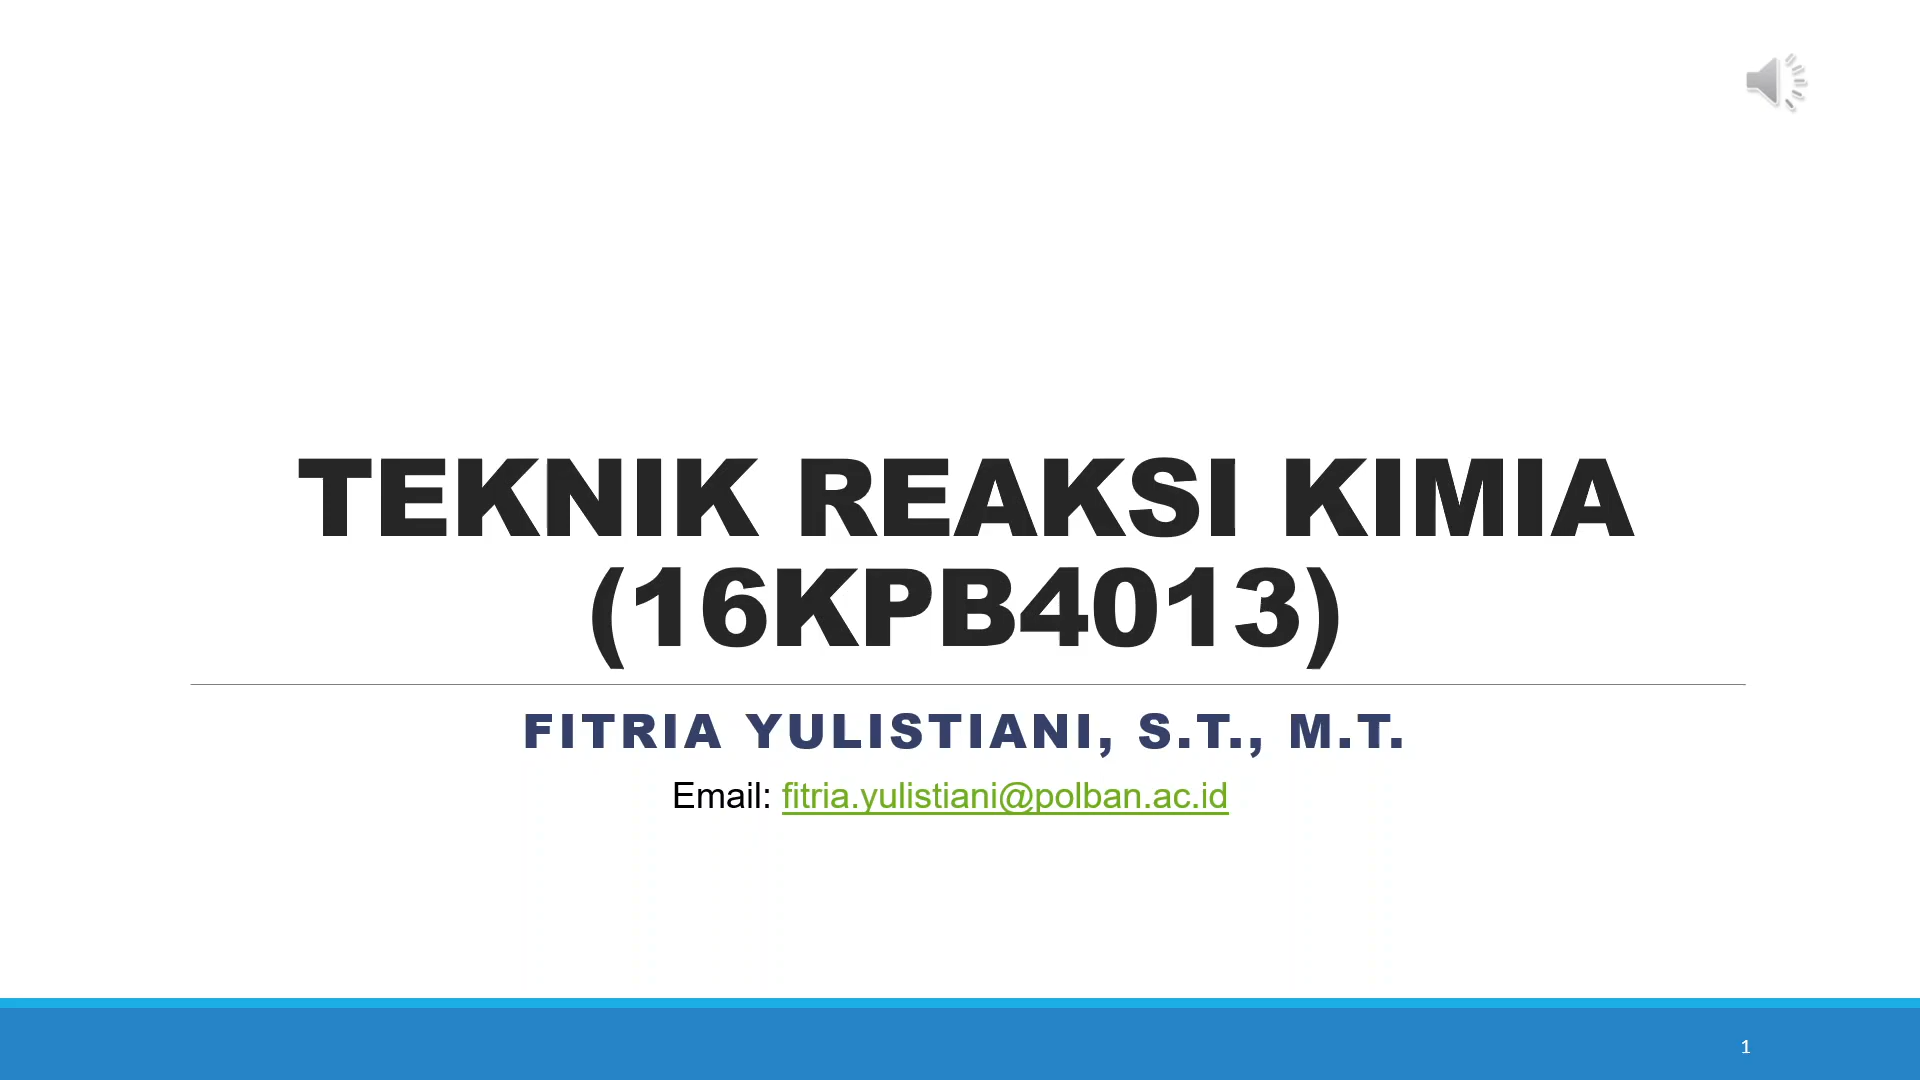 TEKNIK REAKSI KIMIA
(16KPB4013)
FITRIA YULISTIANI, S.T., M.T.
Email: fitria.yulistiani@polban.ac.id
1